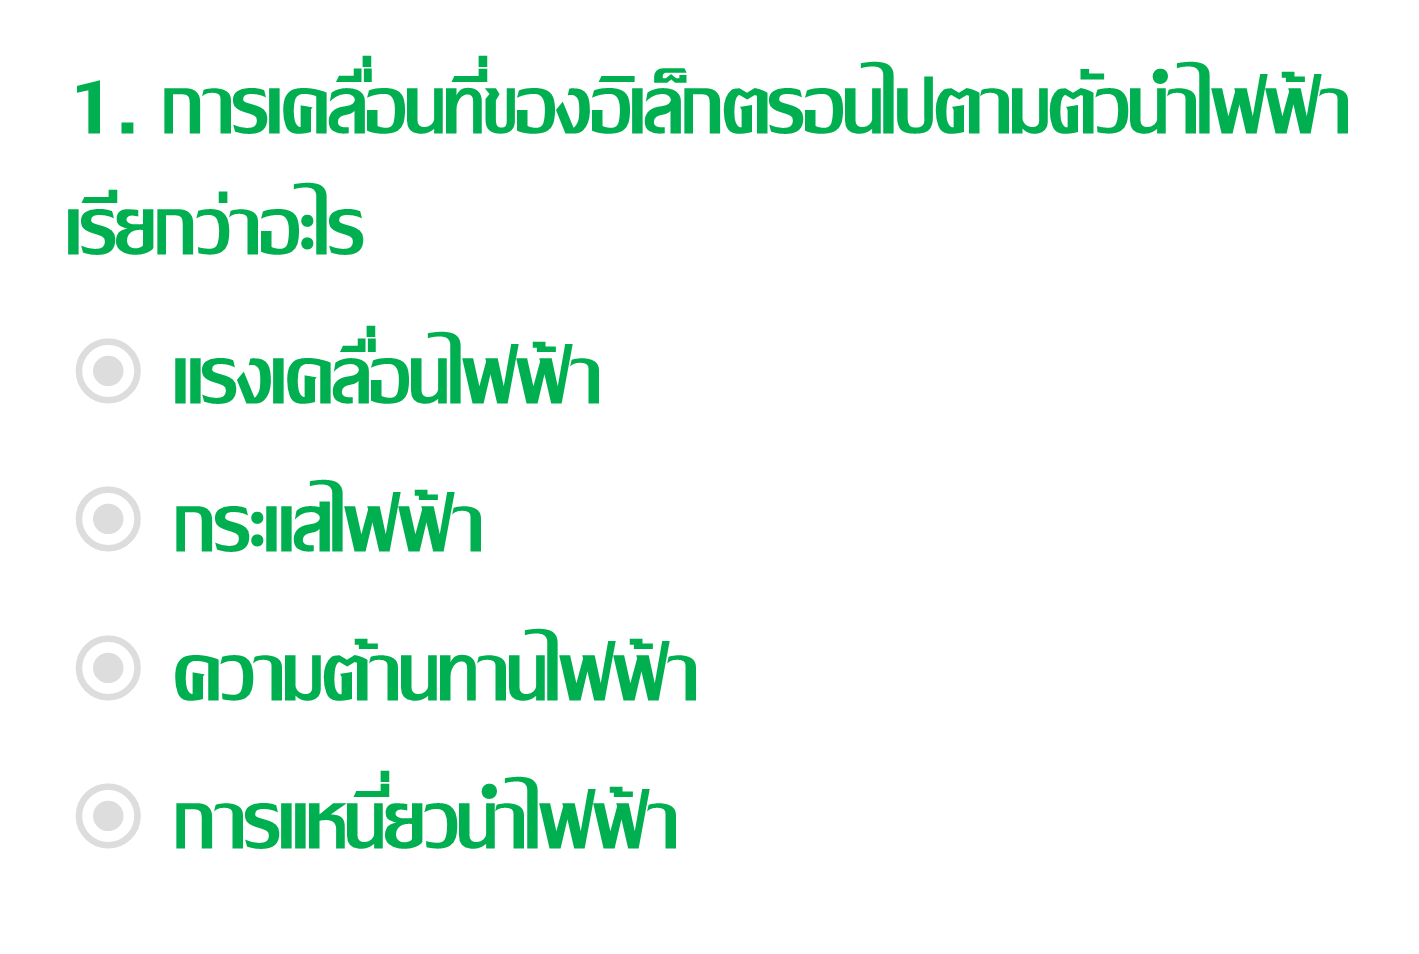 1. การเคลื่อนที่ของอิเล็กตรอนไปตามตัวนำไฟฟ้า
เรียกว่าอะไร
แรงเคลื่อนไฟฟ้า
กระแสไฟฟ้า
ความต้านทานไฟฟ้า
การเเหนี่ยวนำไฟฟ้า